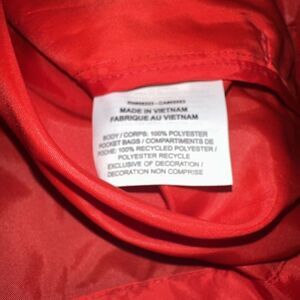 MADE IN VIETNAM
FABRIQUE AU VIETNAM
BODY / CORPS: 100% POLYESTER
POCKET BAGS / COMPARTIMENTS DE
POCHE: 100% RECYCLED POLYESTER /
POLYESTER RECYCLE
EXCLUSIVE OF DECORATION /
DECORATION NON COMPRISE